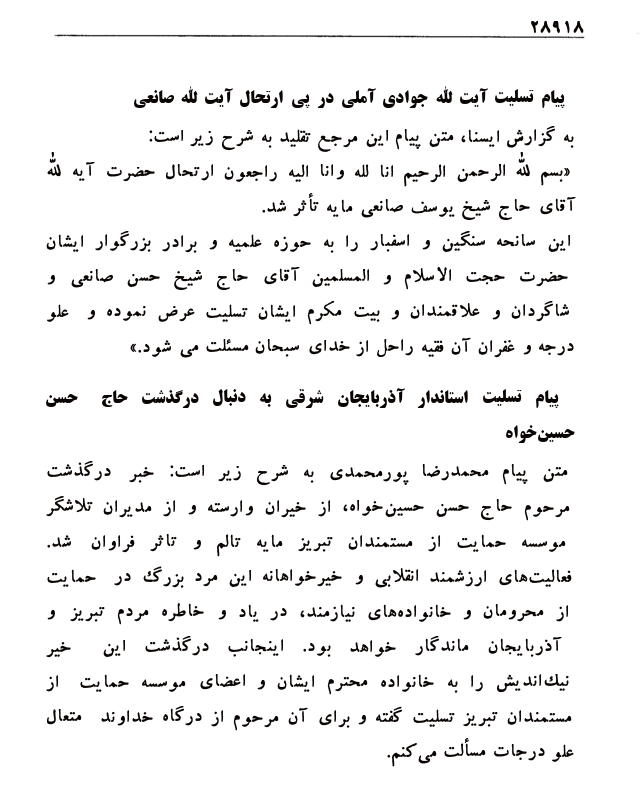 ۲۸۹۱۸
پیام تسلیت آیت لله جوادی آملی در پی ارتحال آیت لله صانعی
به گزارش ایسنا، متن پیام این مرجع تقلید به شرح زیر است:
«بسم لله الرحمن الرحیم انا لله وانا الیه راجعون ارتحال حضرت آیه لله
آقای حاج شیخ یوسف صانعی مایه تأثر شد.
این سانحه سنگین و اسفبار را به حوزه علمیه و برادر بزرگوار ایشان
حضرت حجت الاسلام و المسلمین آقای حاج شیخ حسن صانعی و
شاگردان و علاقمندان و بیت مکرم ایشان تسلیت عرض نموده و علو
درجه و غفران آن فقیه راحل از خدای سبحان مسئلت می شود.»
پیام تسلیت استاندار آذربایجان شرقی به دنبال درگذشت حاج حسن
حسین‌خواه
متن پیام محمدرضا پورمحمدی به شرح زیر است: خبر درگذشت
مرحوم حاج حسن حسین‌خواه، از خیران وارسته و از مدیران تلاشگر
موسسه حمایت از مستمندان تبریز مایه تالم و تاثر فراوان شد.
فعالیت‌های ارزشمند انقلابی و خیرخواهانه این مرد بزرگ در حمایت
از محرومان و خانواده‌های نیازمند، در یاد و خاطره مردم تبریز و
آذربایجان ماندگار خواهد بود. اینجانب درگذشت این خیر
نیك‌اندیش را به خانواده محترم ایشان و اعضای موسسه حمایت از
مستمندان تبریز تسلیت گفته و برای آن مرحوم از درگاه خداوند متعال
علو درجات مسألت می‌کنم.